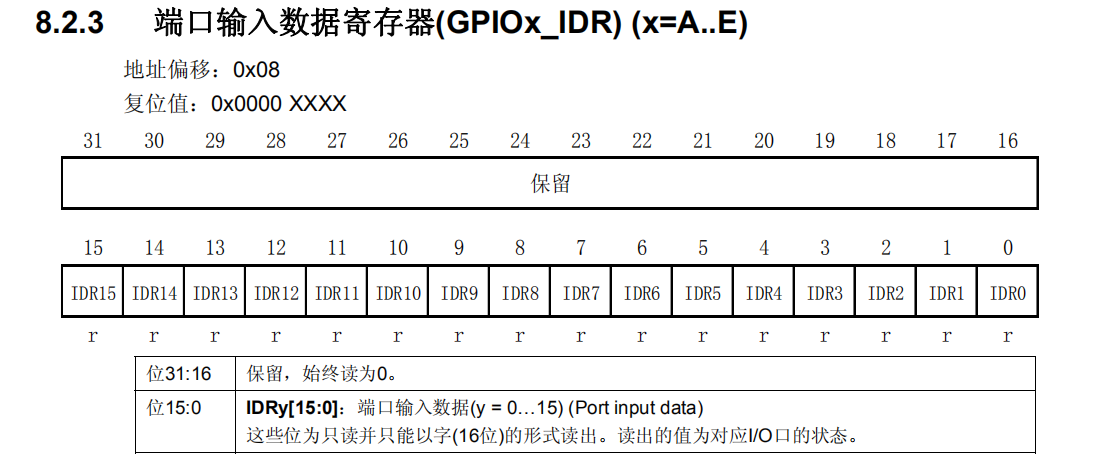 8.2.3 端口输入数据寄存器(GPIOx_IDR) (x=A..E)
地址偏移：0x08
复位值：0x0000 XXXX
31 30 29 28 27 26 25 24 23 22 21 20 19 18 17 16
保留
15 14 13 12 11 10 9 8 7 6 5 4 3 2 1 0
IDR15 IDR14 IDR13 IDR12 IDR11 IDR10 IDR9 IDR8 IDR7 IDR6 IDR5 IDR4 IDR3 IDR2 IDR1 IDR0
r r r r r r r r r r r r r r r r
位31:16 保留，始终读为0。
位15:0 IDRy[15:0]：端口输入数据(y = 0…15) (Port input data)
这些位为只读并只能以字(16位)的形式读出。读出的值为对应I/O口的状态。